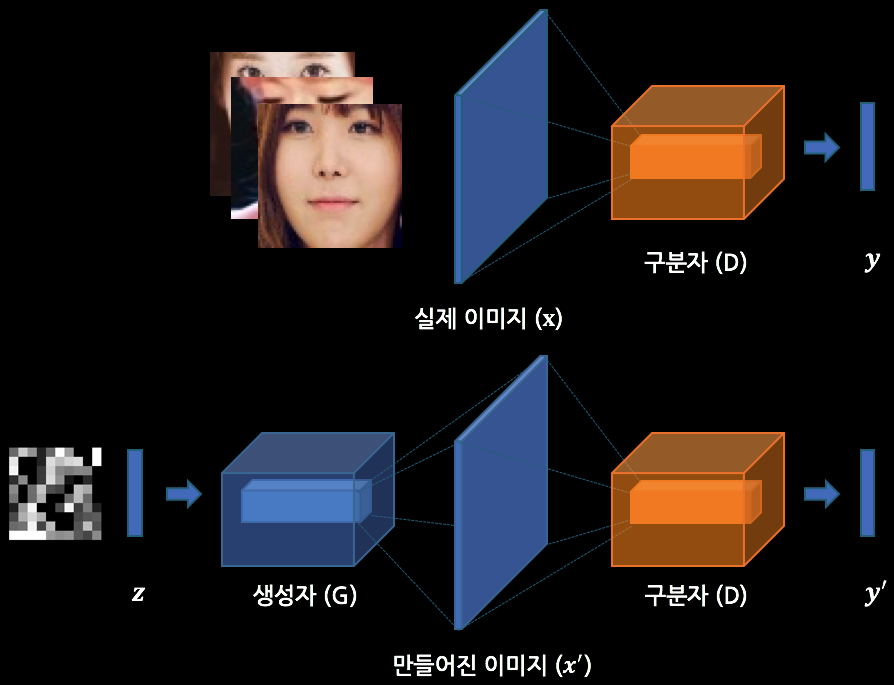 구분자 (D)
y
실제 이미지 (x)
z
생성자 (G)
구분자 (D)
y′
만들어진 이미지 (x′)